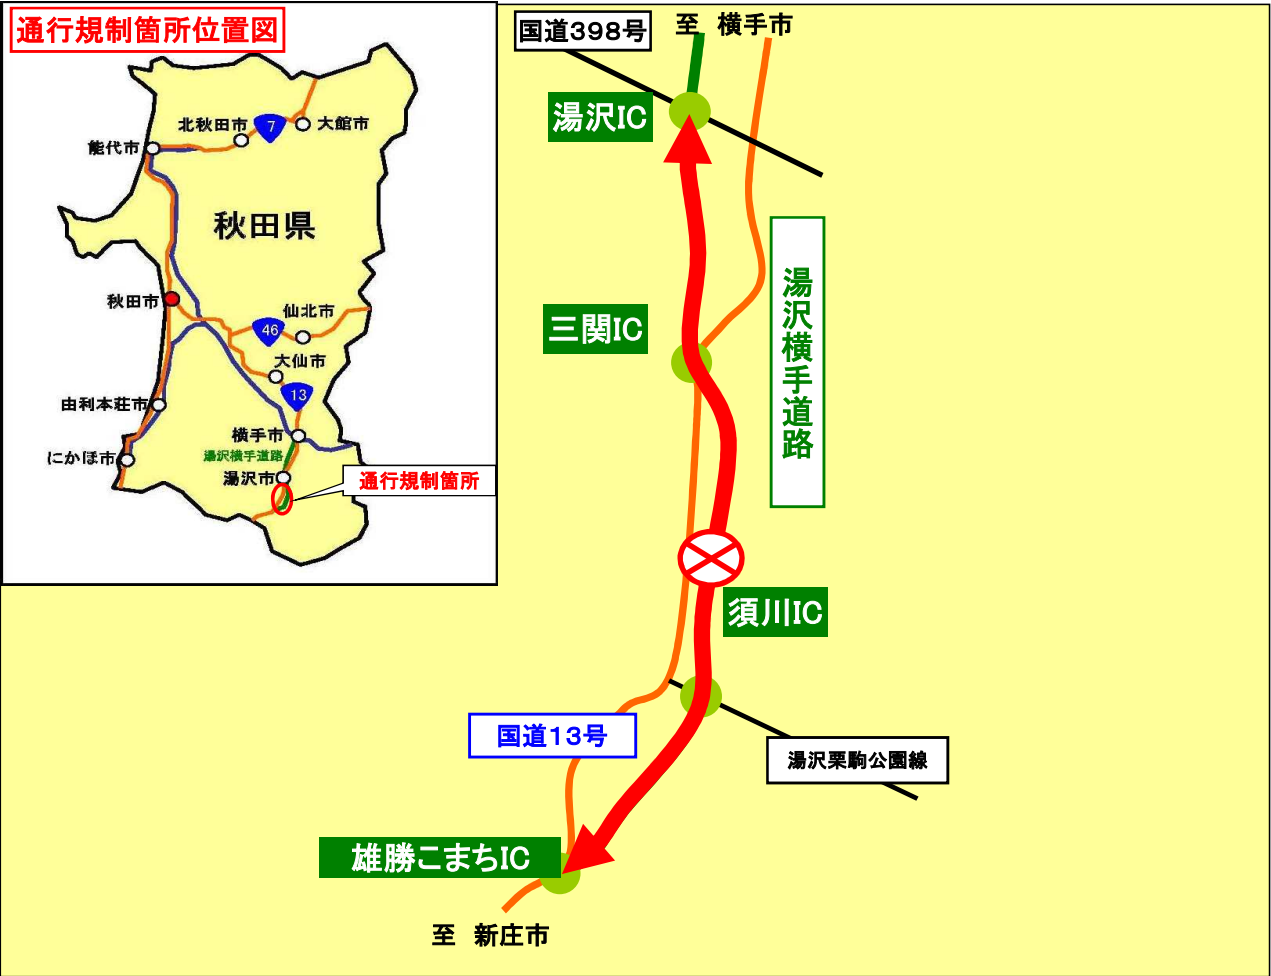 通行規制箇所位置図
北秋田市
7
大館市
能代市
秋田県
秋田市
仙北市
46
大仙市
13
由利本荘市
横手市
湯沢横手道路
にかほ市
湯沢市
通行規制箇所
国道398号
至 横手市
湯沢IC
三関IC
湯沢横手道路
須川IC
国道13号
湯沢栗駒公園線
雄勝こまちIC
至 新庄市